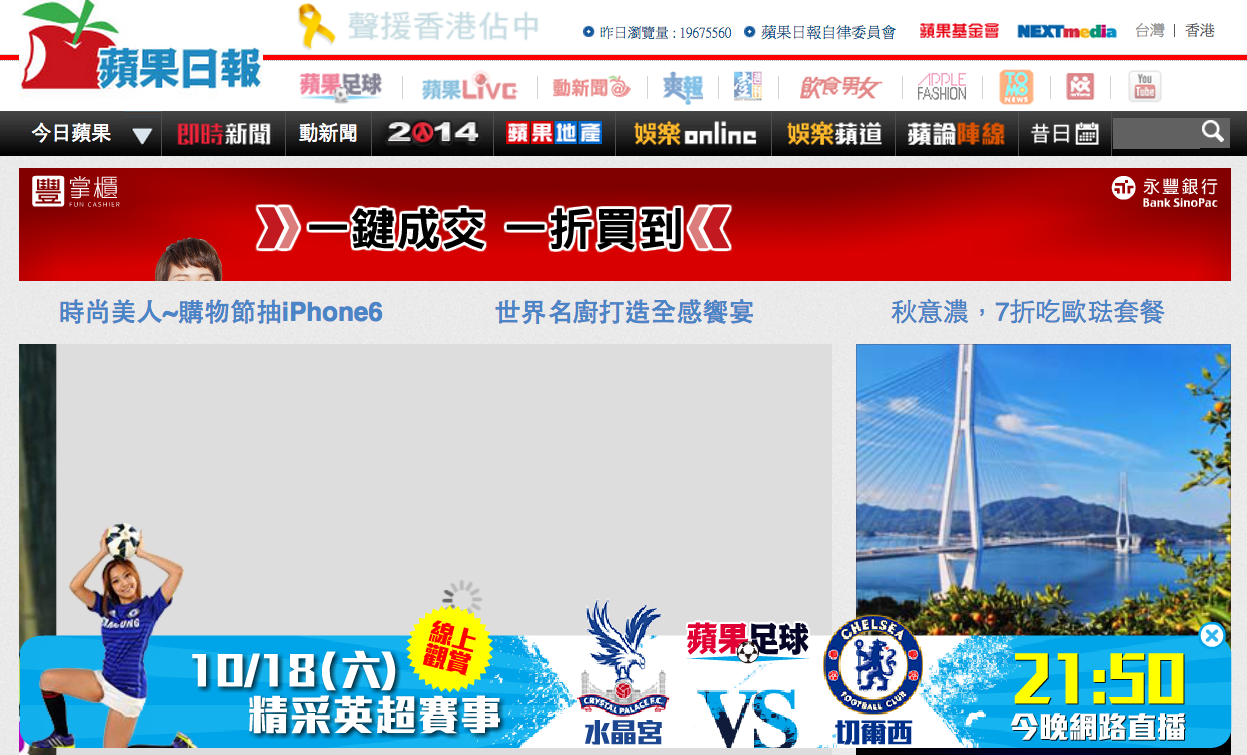 聲援香港佔中
昨日瀏覽量 : 19675560
蘋果日報自律委員會
蘋果基金會
NEXTmedia
台灣 | 香港
蘋果日報
蘋果足球
蘋果LIVE
動新聞
爽報
飲食男女
APPLE FASHION
TOMO NEWS
You Tube
今日蘋果
即時新聞
動新聞
2014
蘋果地產
娛樂online
娛樂蘋道
蘋論陣線
昔日
豐掌櫃
FUN CASHIER
一鍵成交 一折買到
永豐銀行
Bank SinoPac
時尚美人~購物節抽iPhone6
世界名廚打造全感饗宴
秋意濃，7折吃歐珐套餐
SAMSUNG
10/18(六)
線上觀賞
精采英超賽事
CRYSTAL PALACE F.C.
水晶宮
蘋果足球
VS
CHELSEA
FOOTBALL CLUB
切爾西
21:50
今晚網路直播